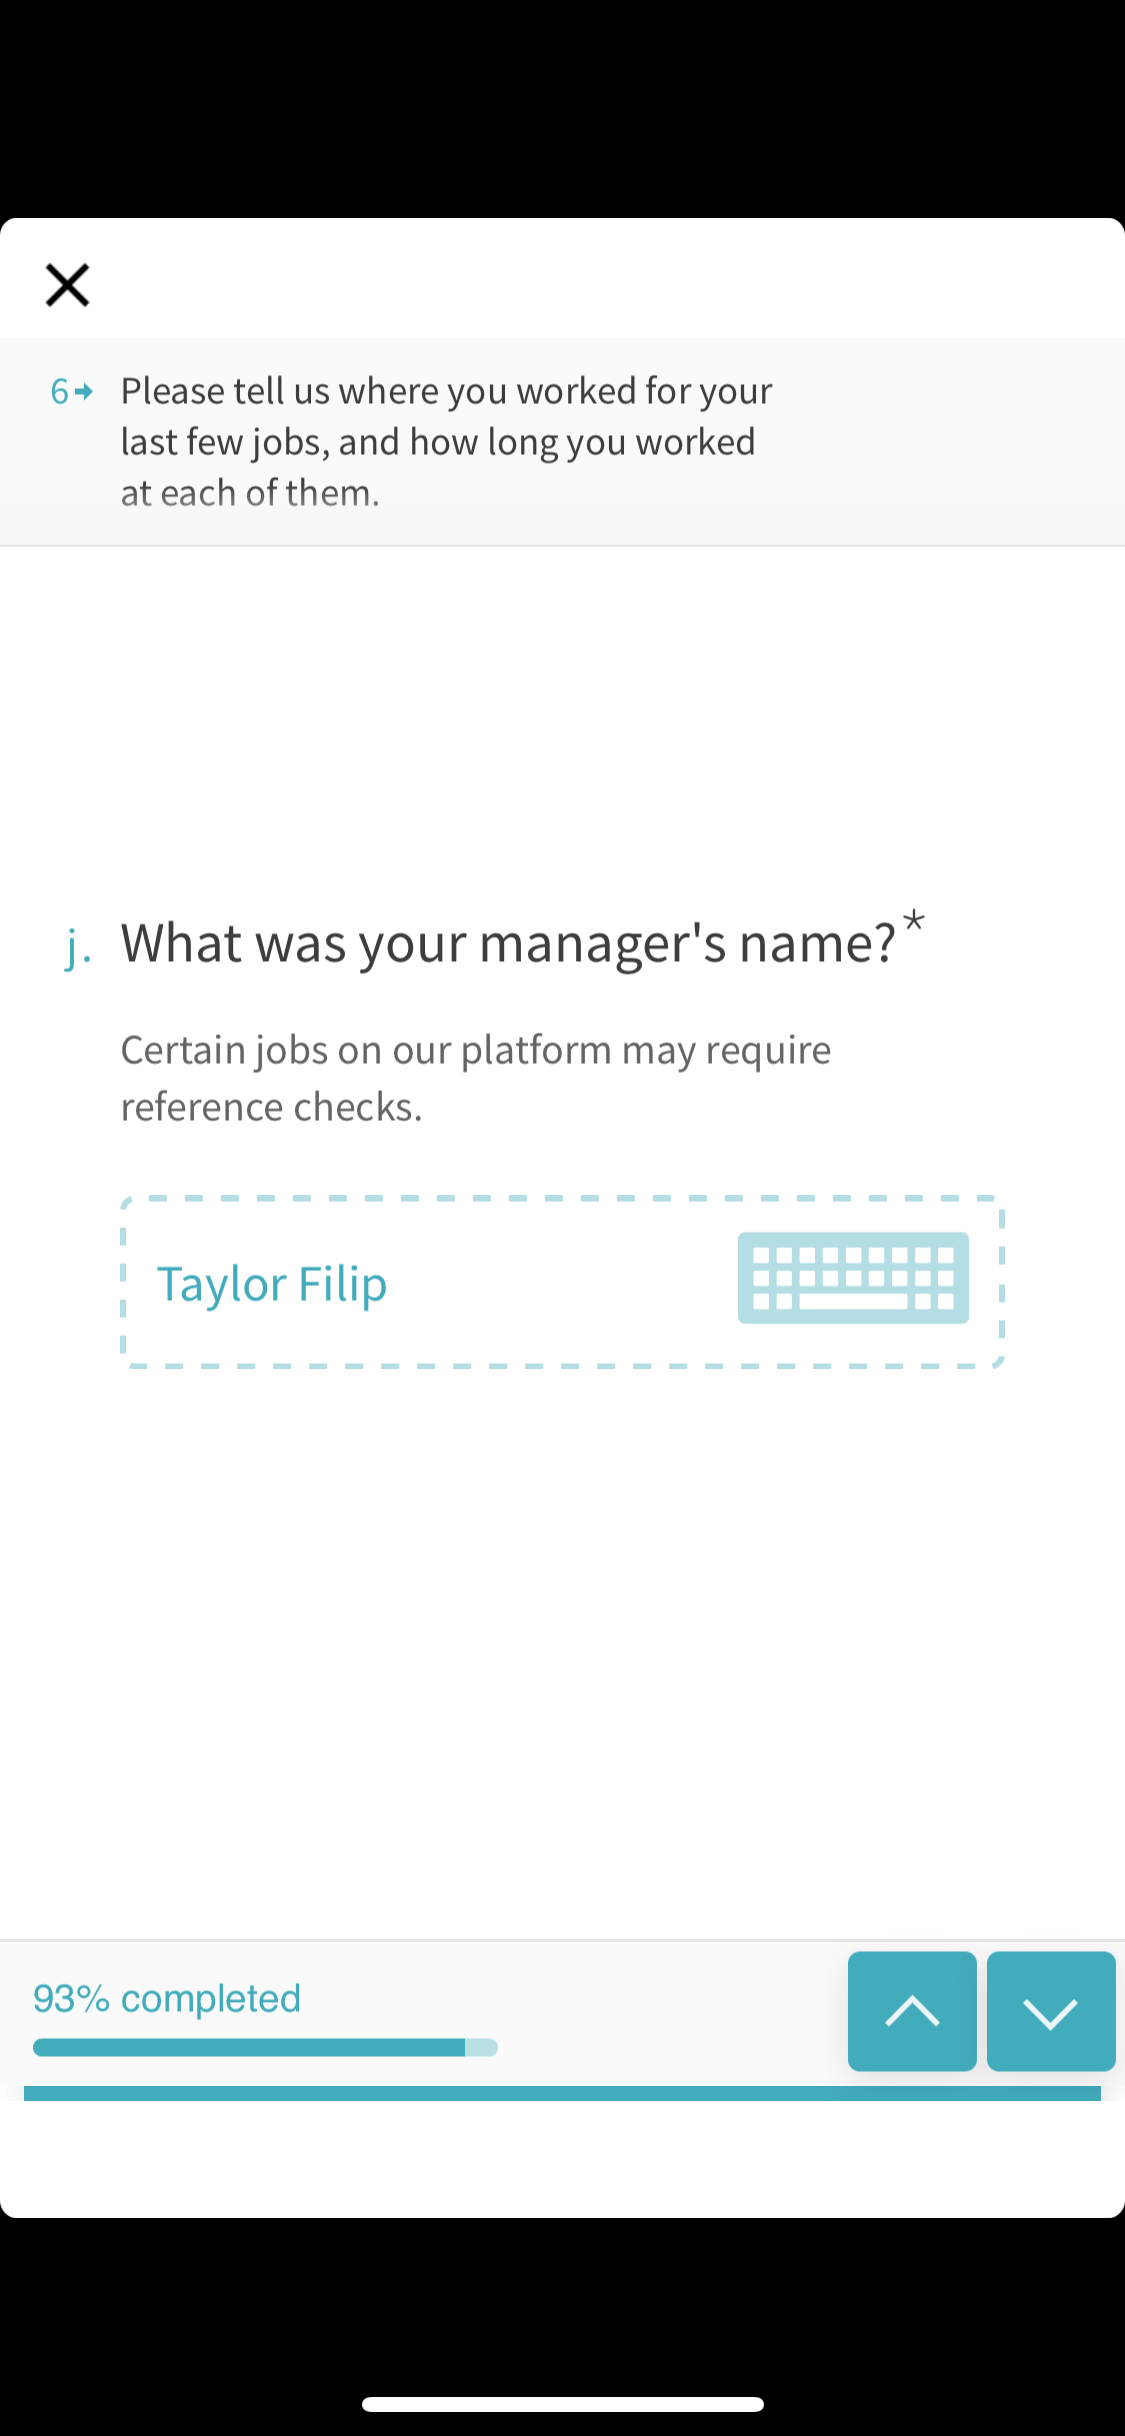 6 Please tell us where you worked for your
last few jobs, and how long you worked
at each of them.
j. What was your manager's name?*
Certain jobs on our platform may require
reference checks.
Taylor Filip
93% completed